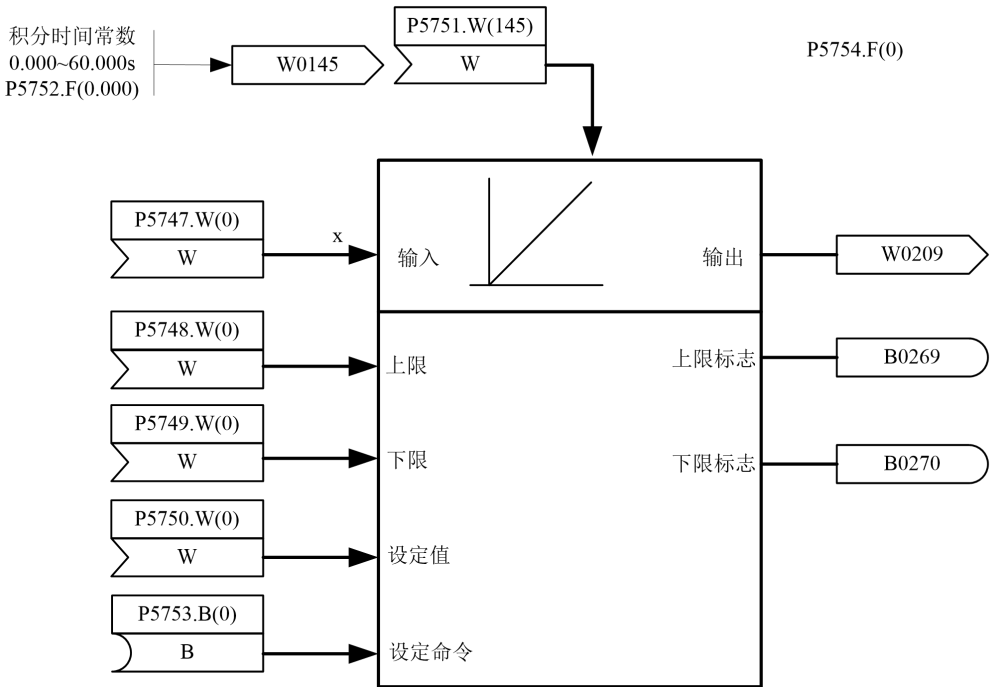 积分时间常数
0.000~60.000s
P5752.F(0.000)
W0145
P5751.W(145)
W
P5754.F(0)
P5747.W(0)
W
x
输入
输出
W0209
P5748.W(0)
W
上限
上限标志
B0269
P5749.W(0)
W
下限
下限标志
B0270
P5750.W(0)
W
设定值
P5753.B(0)
B
设定命令